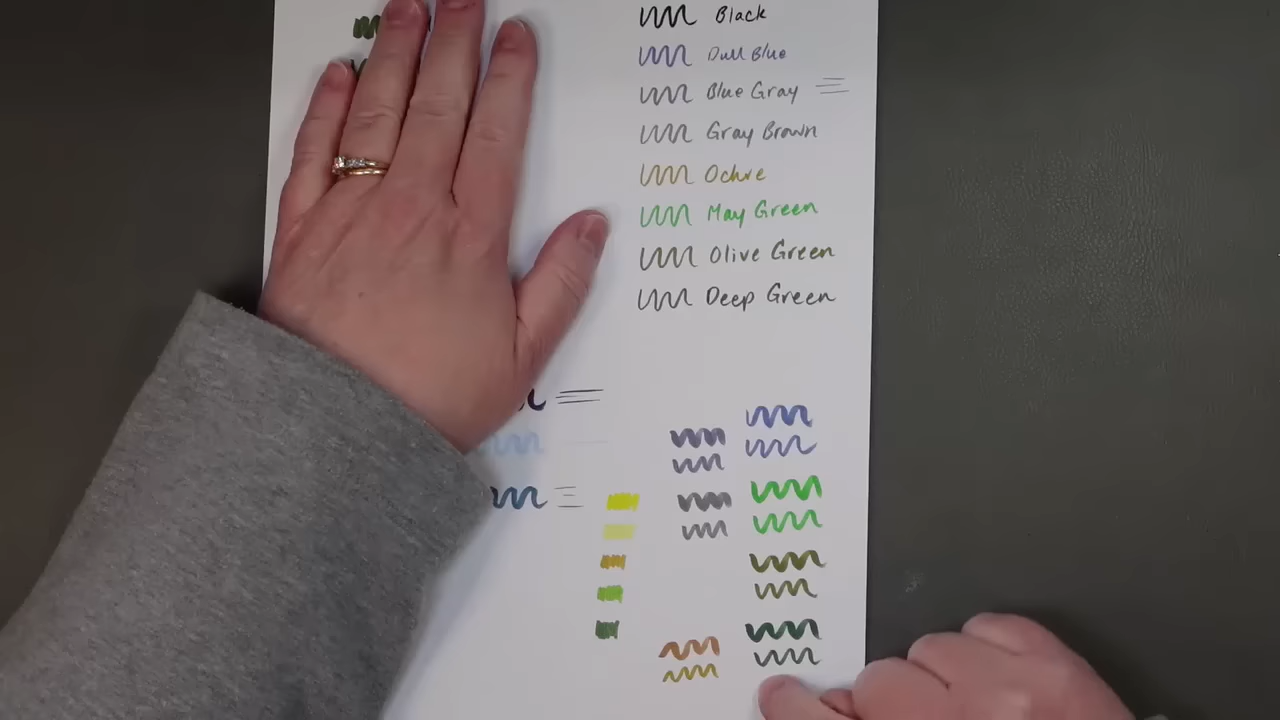 Black
Dull Blue
Blue Gray
Gray Brown
Ochre
May Green
Olive Green
Deep Green